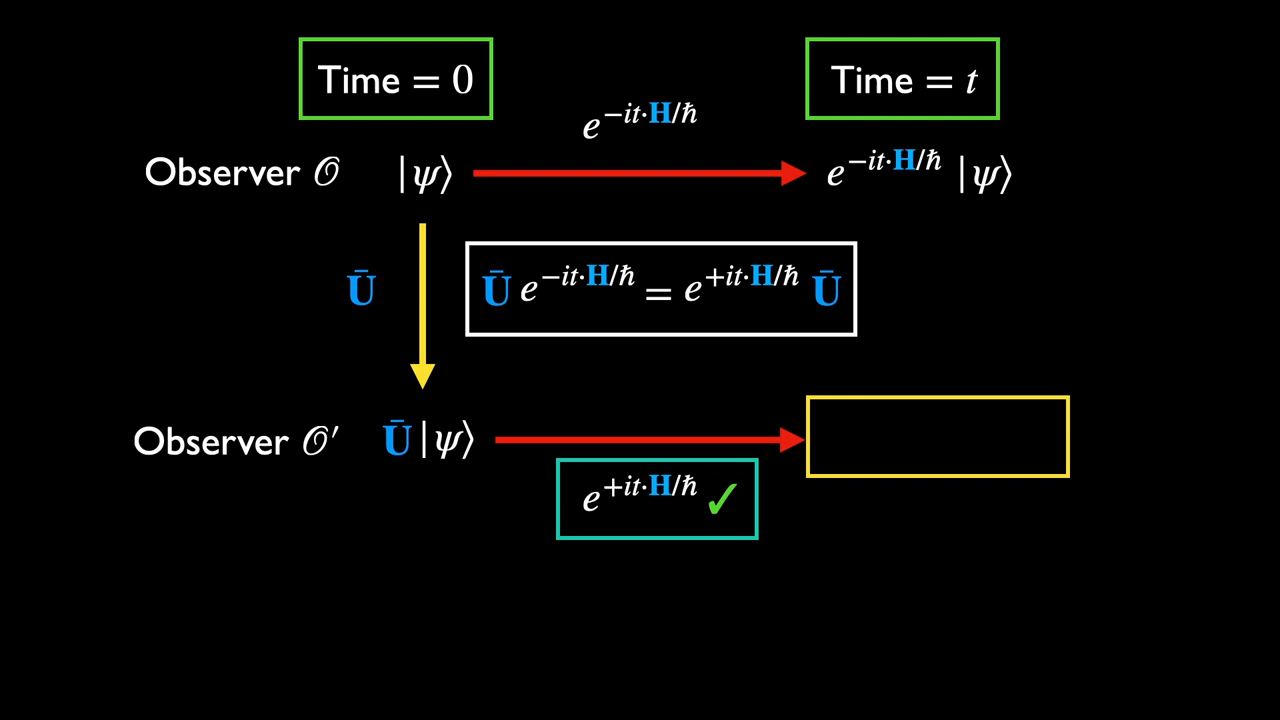 Time = 0
Time = t
e^{−it·H/ħ}
Observer 𝒪 |ψ⟩ e^{−it·H/ħ} |ψ⟩
Ū
Ū e^{−it·H/ħ} = e^{+it·H/ħ} Ū
Observer 𝒪′ Ū|ψ⟩
e^{+it·H/ħ} ✓